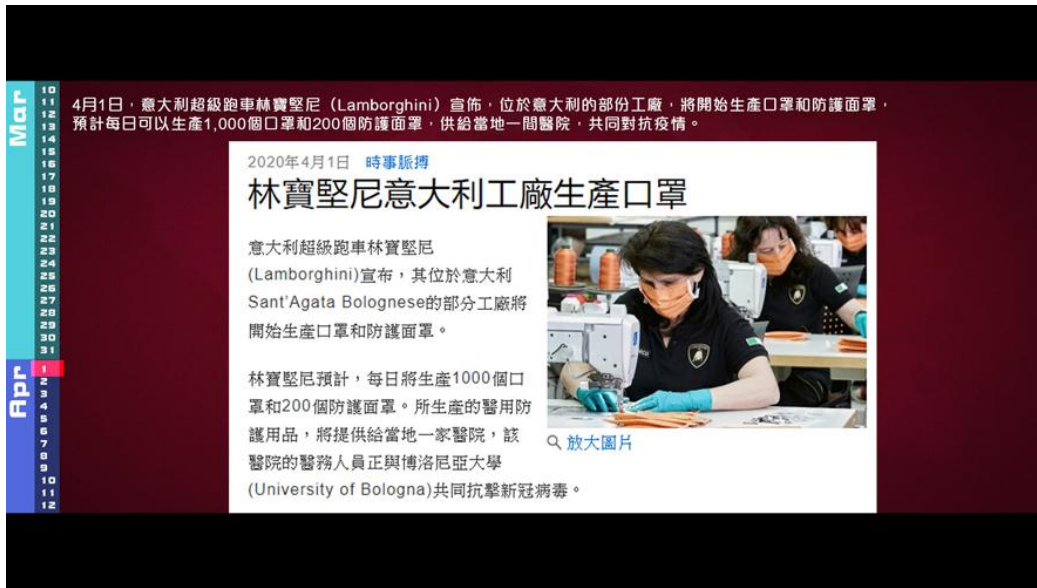 Mar
10
11
12
13
14
15
16
17
18
19
20
21
22
23
24
25
26
27
28
29
30
31
Apr
1
2
3
4
5
6
7
8
9
10
11
12
4月1日，意大利超級跑車林寶堅尼（Lamborghini）宣佈，位於意大利的部份工廠，將開始生產口罩和防護面罩，
預計每日可以生產1,000個口罩和200個防護面罩，供給當地一間醫院，共同對抗疫情。
2020年4月1日 時事脈搏
林寶堅尼意大利工廠生產口罩
意大利超級跑車林寶堅尼
(Lamborghini)宣布，其位於意大利
Sant'Agata Bolognese的部分工廠將
開始生產口罩和防護面罩。
林寶堅尼預計，每日將生產1000個口
罩和200個防護面罩。所生產的醫用防
護用品，將提供給當地一家醫院，該
醫院的醫務人員正與博洛尼亞大學
(University of Bologna)共同抗擊新冠病毒。
放大圖片